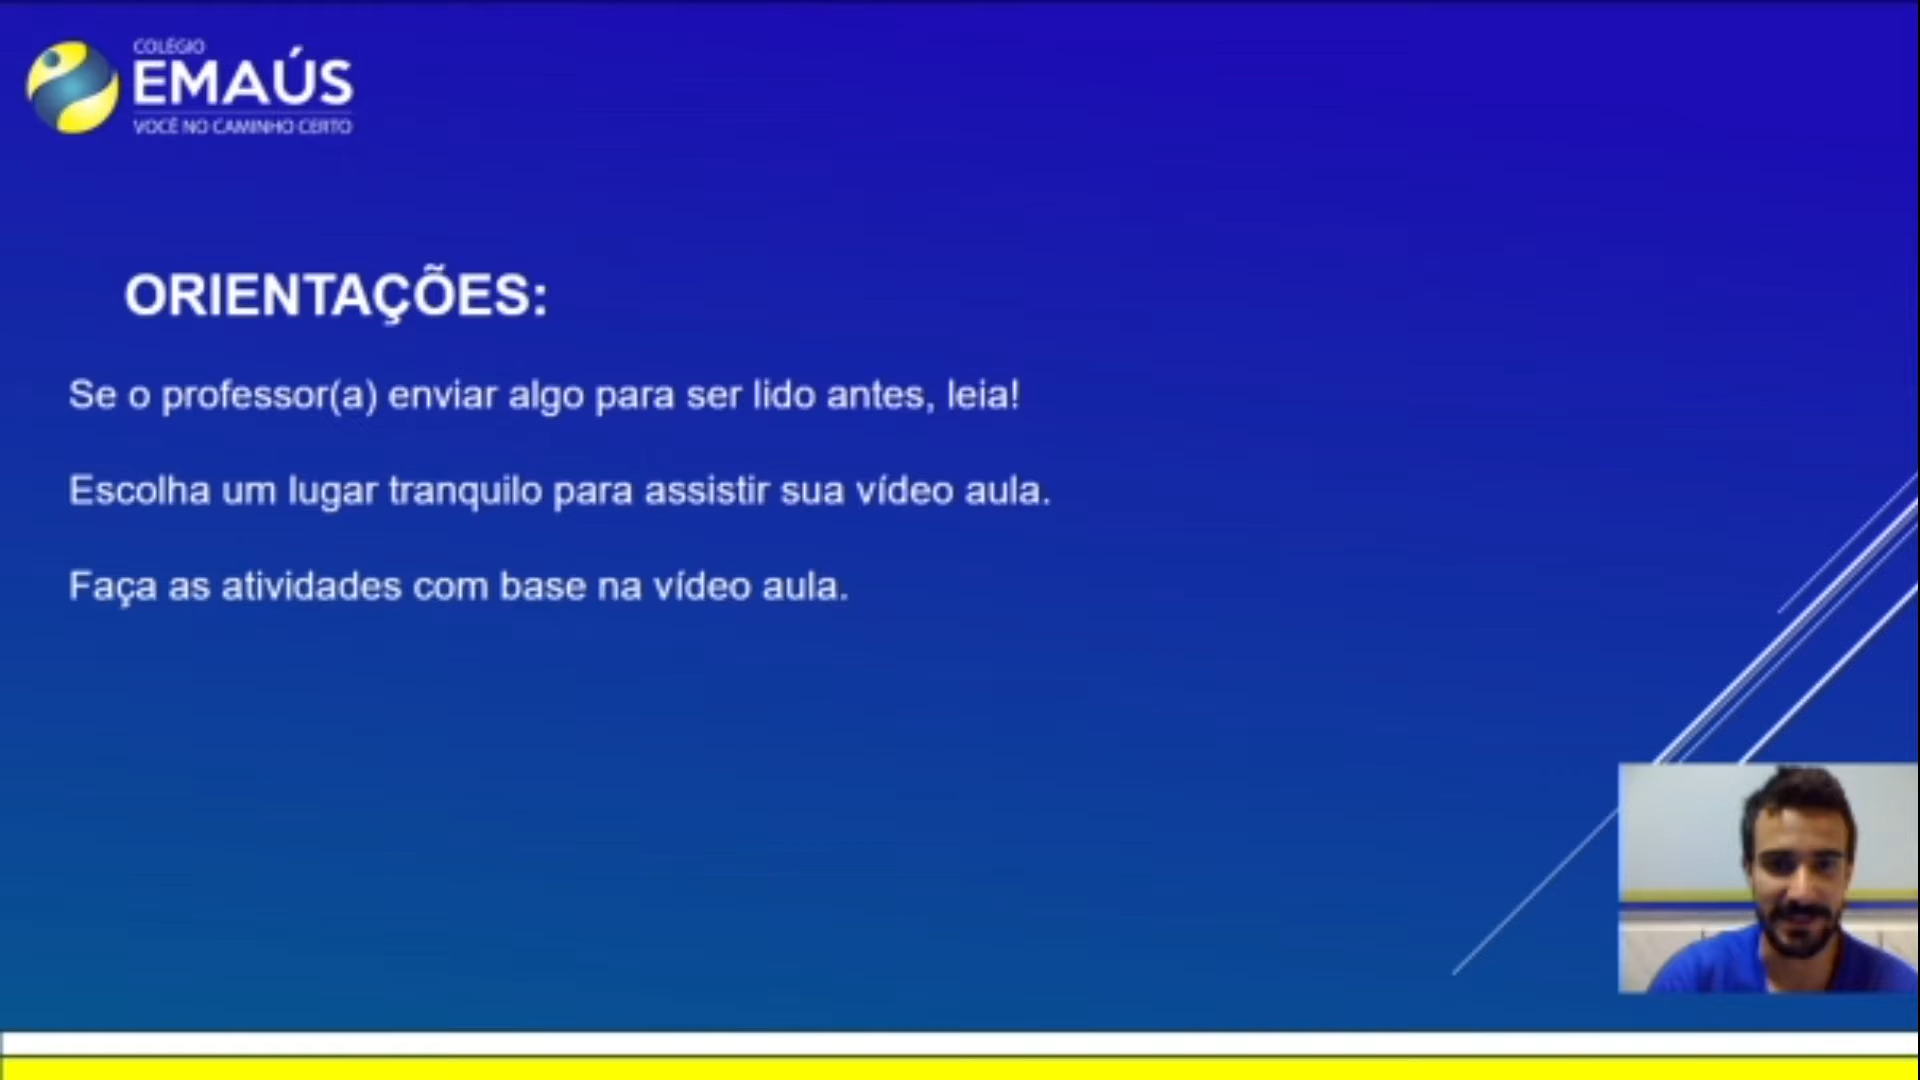 COLÉGIO
EMAÚS
VOCÊ NO CAMINHO CERTO
ORIENTAÇÕES:
Se o professor(a) enviar algo para ser lido antes, leia!
Escolha um lugar tranquilo para assistir sua vídeo aula.
Faça as atividades com base na vídeo aula.